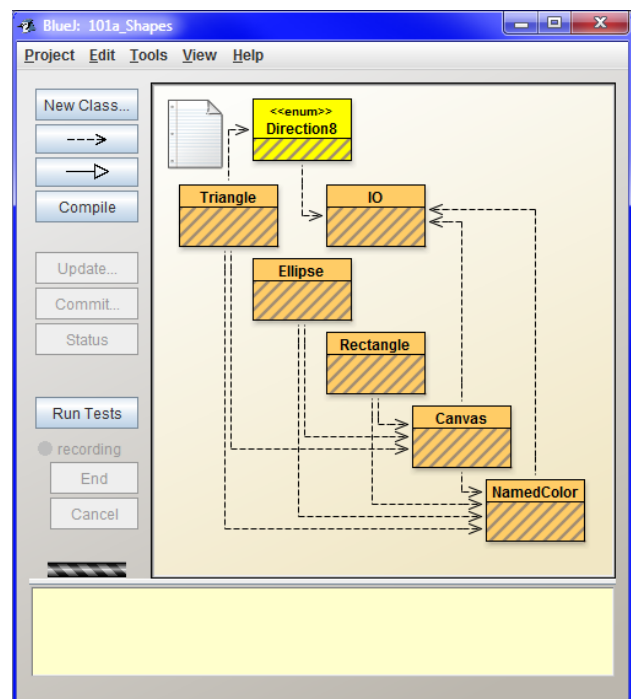 BlueJ: 101a_Shapes
Project Edit Tools View Help
New Class...
Compile
Update...
Commit...
Status
Run Tests
recording
End
Cancel
<<enum>>
Direction8
Triangle
IO
Ellipse
Rectangle
Canvas
NamedColor